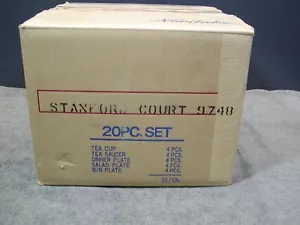 Noritake
STANFORD COURT 9748
20PC. SET
TEA CUP 4 PCS.
TEA SAUCER 4 PCS.
DINNER PLATE 4 PCS.
SALAD PLATE 4 PCS.
B/B PLATE 4 PCS.